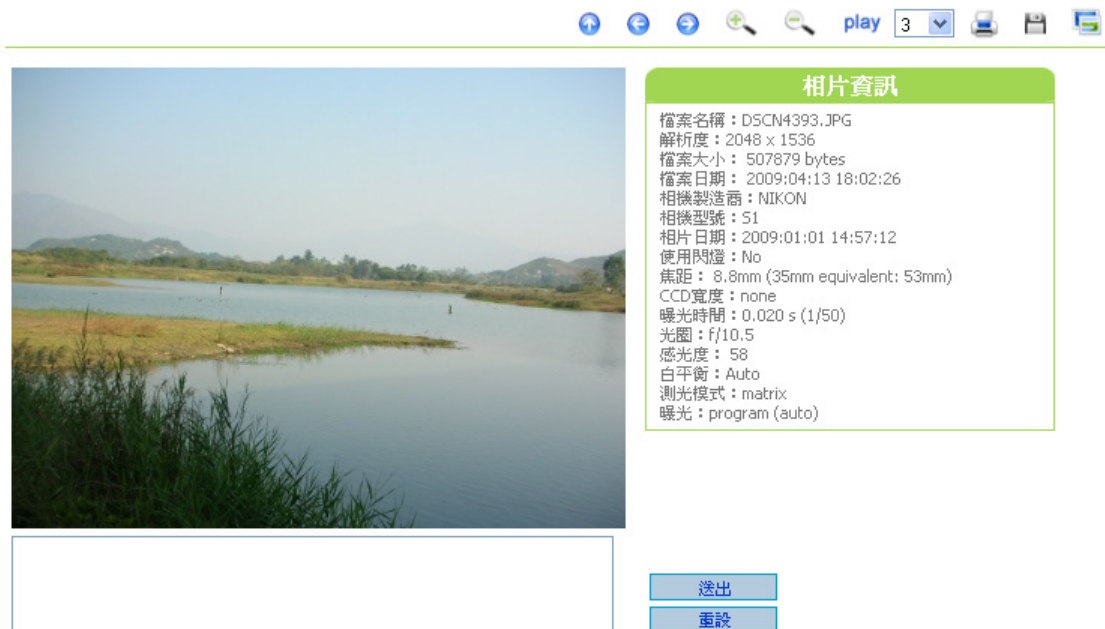 play 3
相片資訊
檔案名稱：DSCN4393.JPG
解析度：2048 x 1536
檔案大小： 507879 bytes
檔案日期： 2009:04:13 18:02:26
相機製造商：NIKON
相機型號：S1
相片日期：2009:01:01 14:57:12
使用閃燈：No
焦距： 8.8mm (35mm equivalent: 53mm)
CCD寬度：none
曝光時間：0.020 s (1/50)
光圈：f/10.5
感光度： 58
白平衡：Auto
測光模式：matrix
曝光：program (auto)
送出
重設